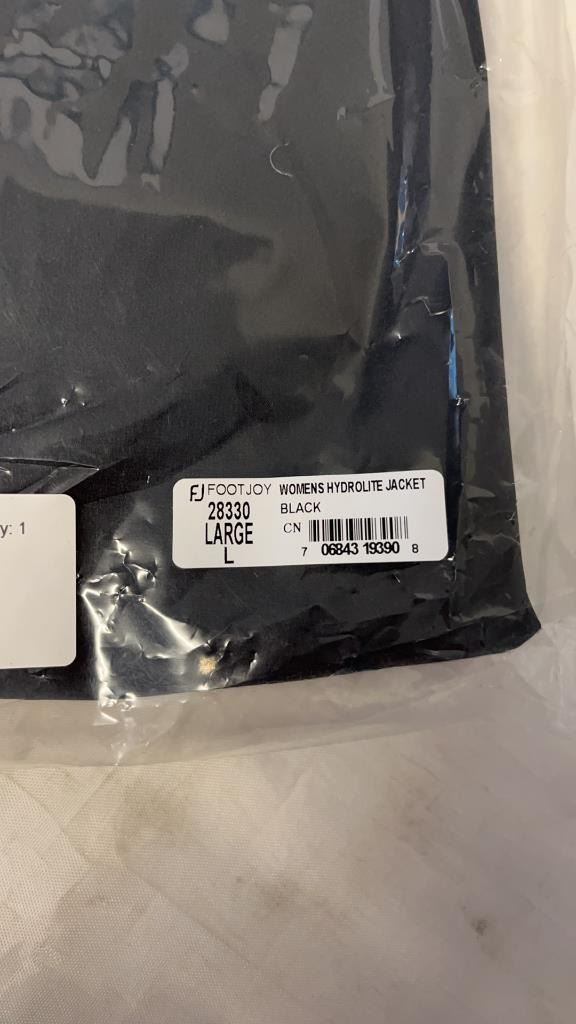 FJ FOOTJOY WOMENS HYDROLITE JACKET
28330 BLACK
LARGE CN
L 7 06843 19390 8
y: 1